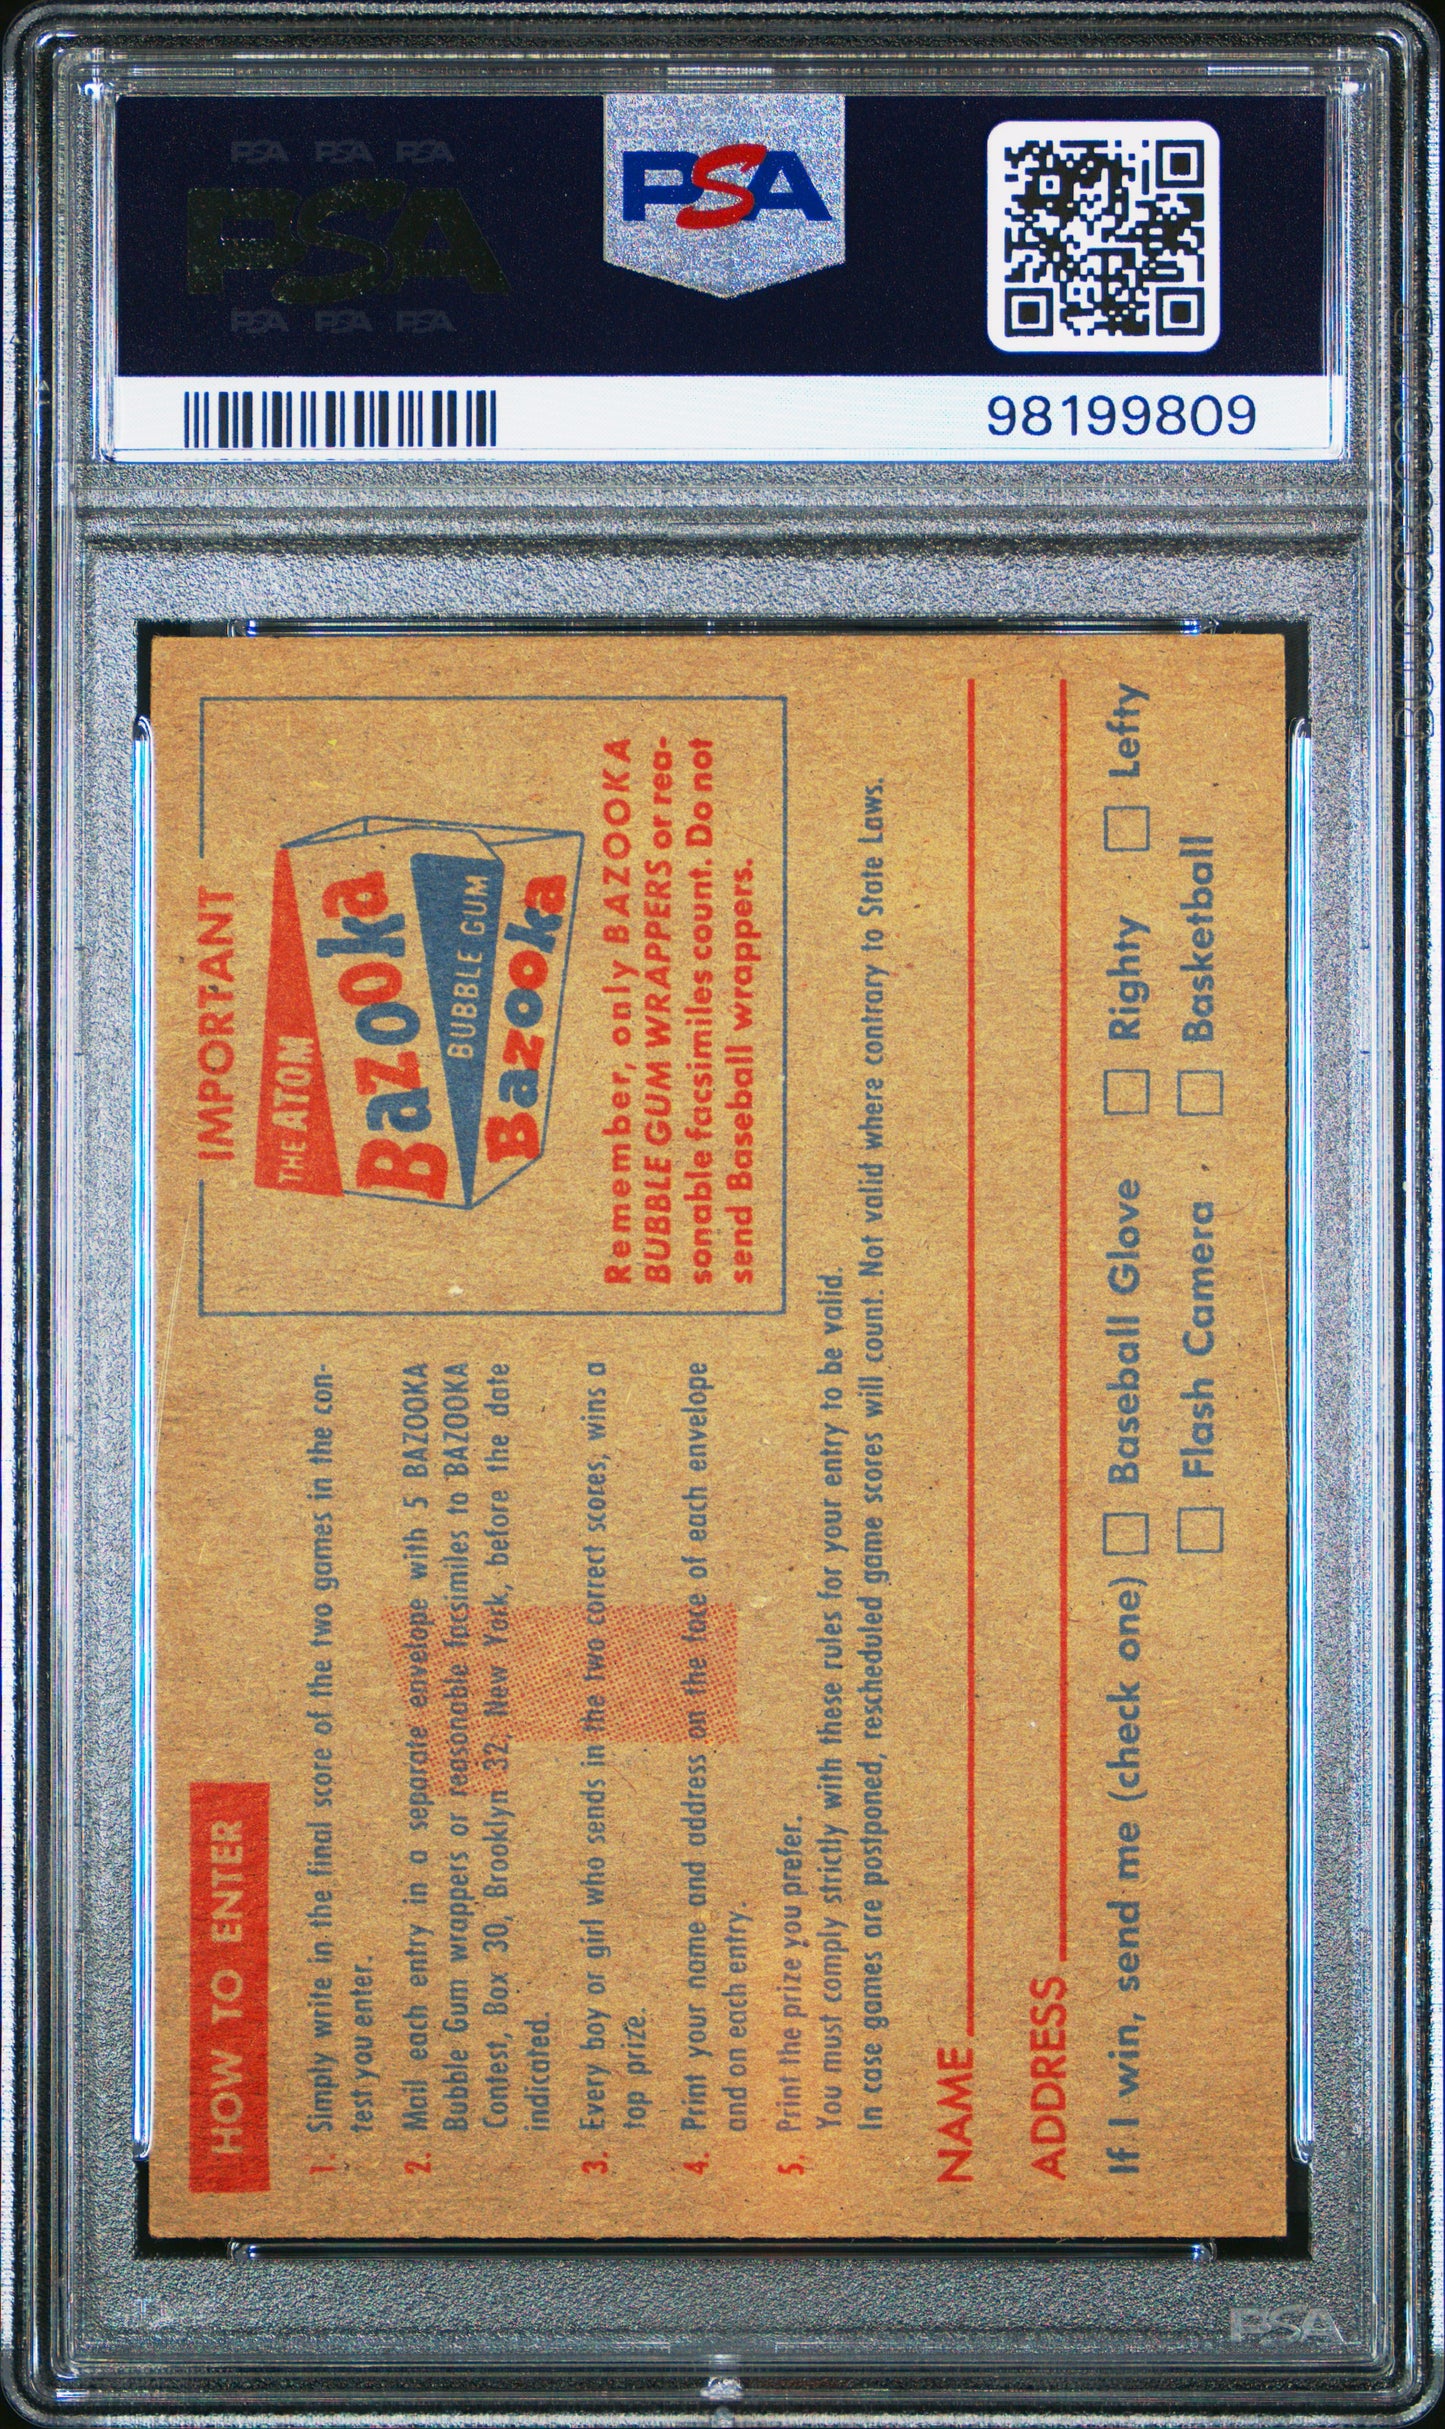 PSA PSA PSA
PSA
PSA PSA PSA
PSA
98199809
HOW TO ENTER
1. Simply write in the final score of the two games in the con-
test you enter.
2. Mail each entry in a separate envelope with 5 BAZOOKA
Bubble Gum wrappers or reasonable facsimiles to BAZOOKA
Contest, Box 30, Brooklyn 32, New York, before the date
indicated.
3. Every boy or girl who sends in the two correct scores, wins a
top prize.
4. Print your name and address on the face of each envelope
and on each entry.
5. Print the prize you prefer.
You must comply strictly with these rules for your entry to be valid.
In case games are postponed, rescheduled game scores will count. Not valid where contrary to State Laws.
IMPORTANT
THE ATOM
Bazooka
BUBBLE GUM
Bazooka
Remember, only BAZOOKA
BUBBLE GUM WRAPPERS or rea-
sonable facsimiles count. Do not
send Baseball wrappers.
NAME
ADDRESS
If I win, send me (check one) Baseball Glove Righty Lefty
Flash Camera Basketball
PSA